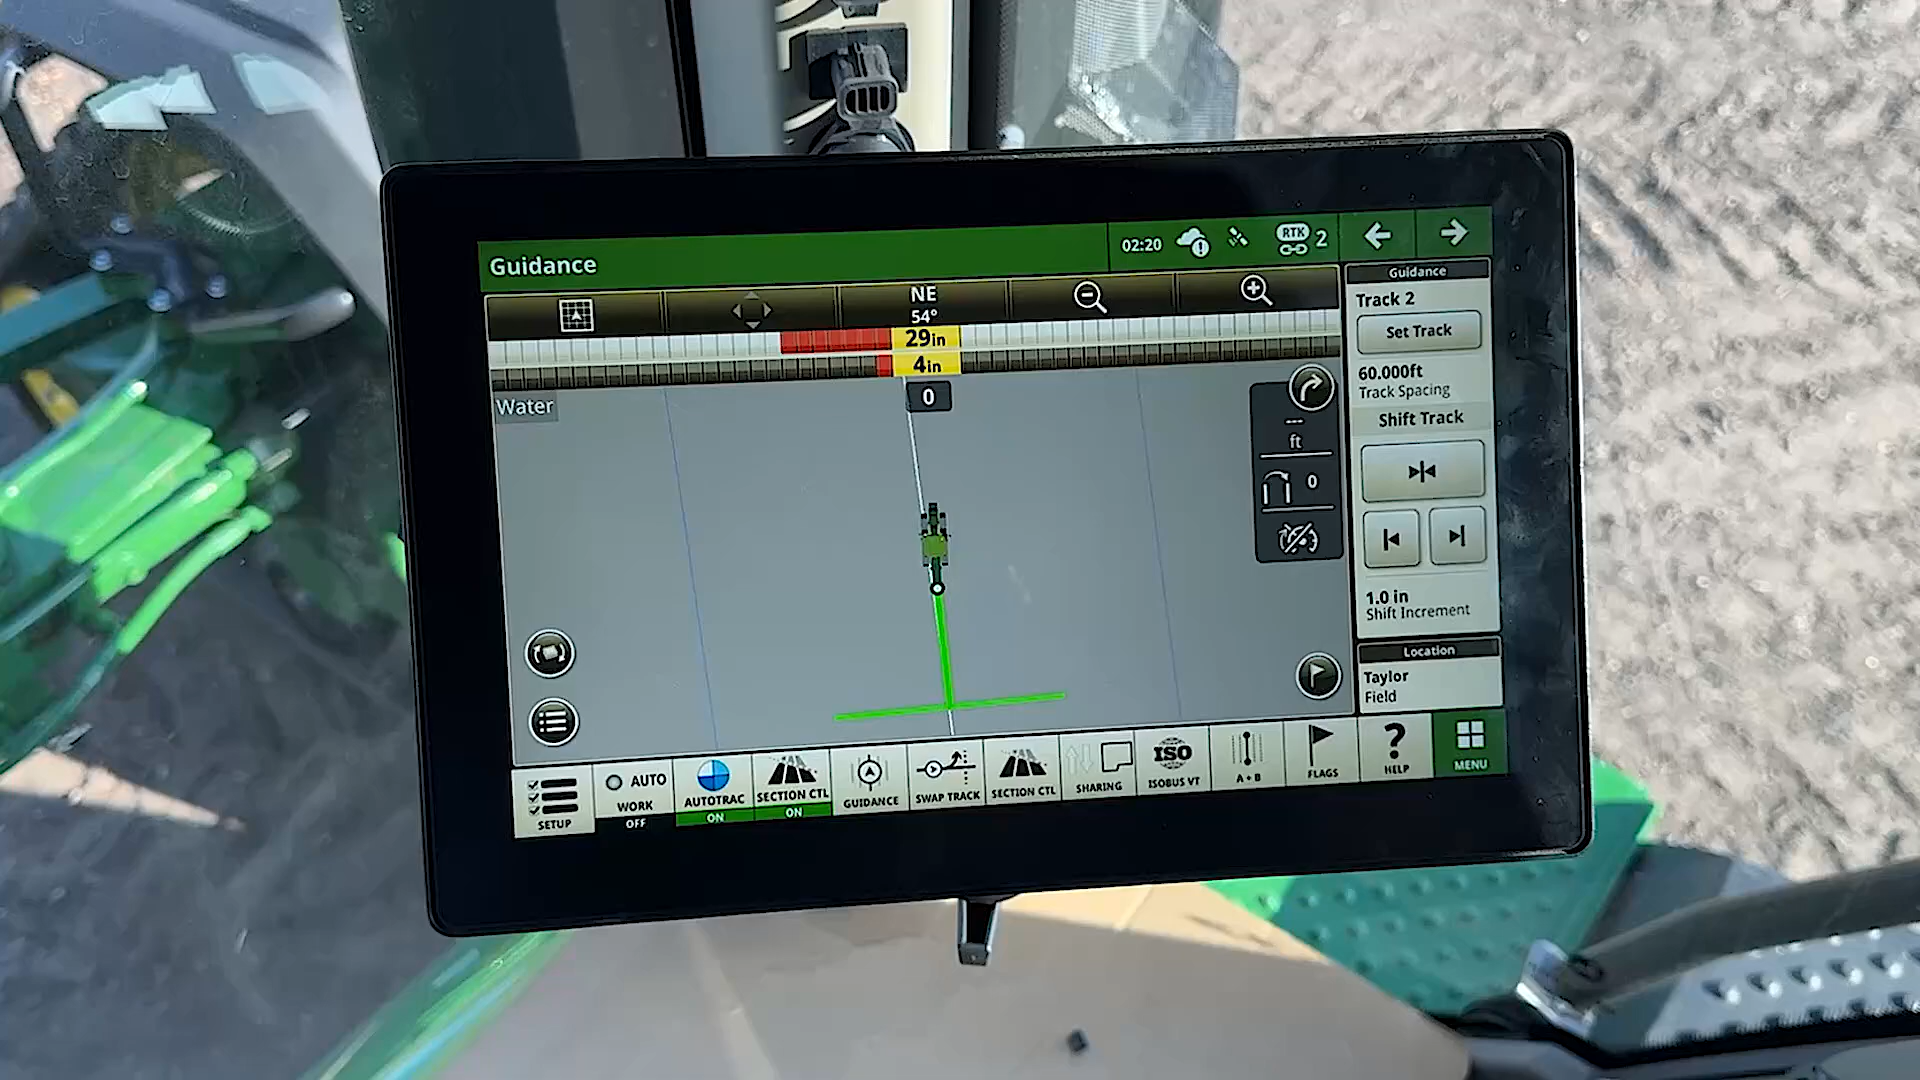 Guidance
02:20
RTK 2
NE
54°
29in
4in
0
Water
---
ft
0
Guidance
Track 2
Set Track
60.000ft
Track Spacing
Shift Track
1.0 in
Shift Increment
Location
Taylor
Field
SETUP
AUTO
WORK
OFF
AUTOTRAC
ON
SECTION CTL
ON
GUIDANCE
SWAP TRACK
SECTION CTL
SHARING
ISO
ISOBUS VT
A + B
FLAGS
?
HELP
MENU